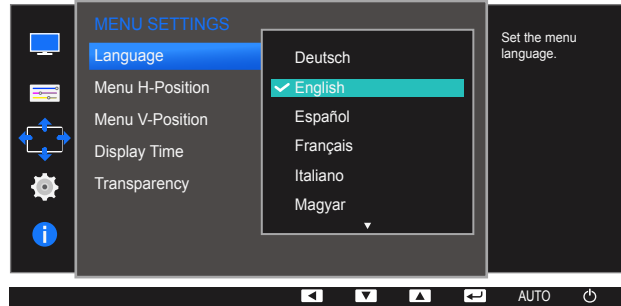 MENU SETTINGS
Language
Menu H-Position
Menu V-Position
Display Time
Transparency
Deutsch
English
Español
Français
Italiano
Magyar
Set the menu
language.
AUTO